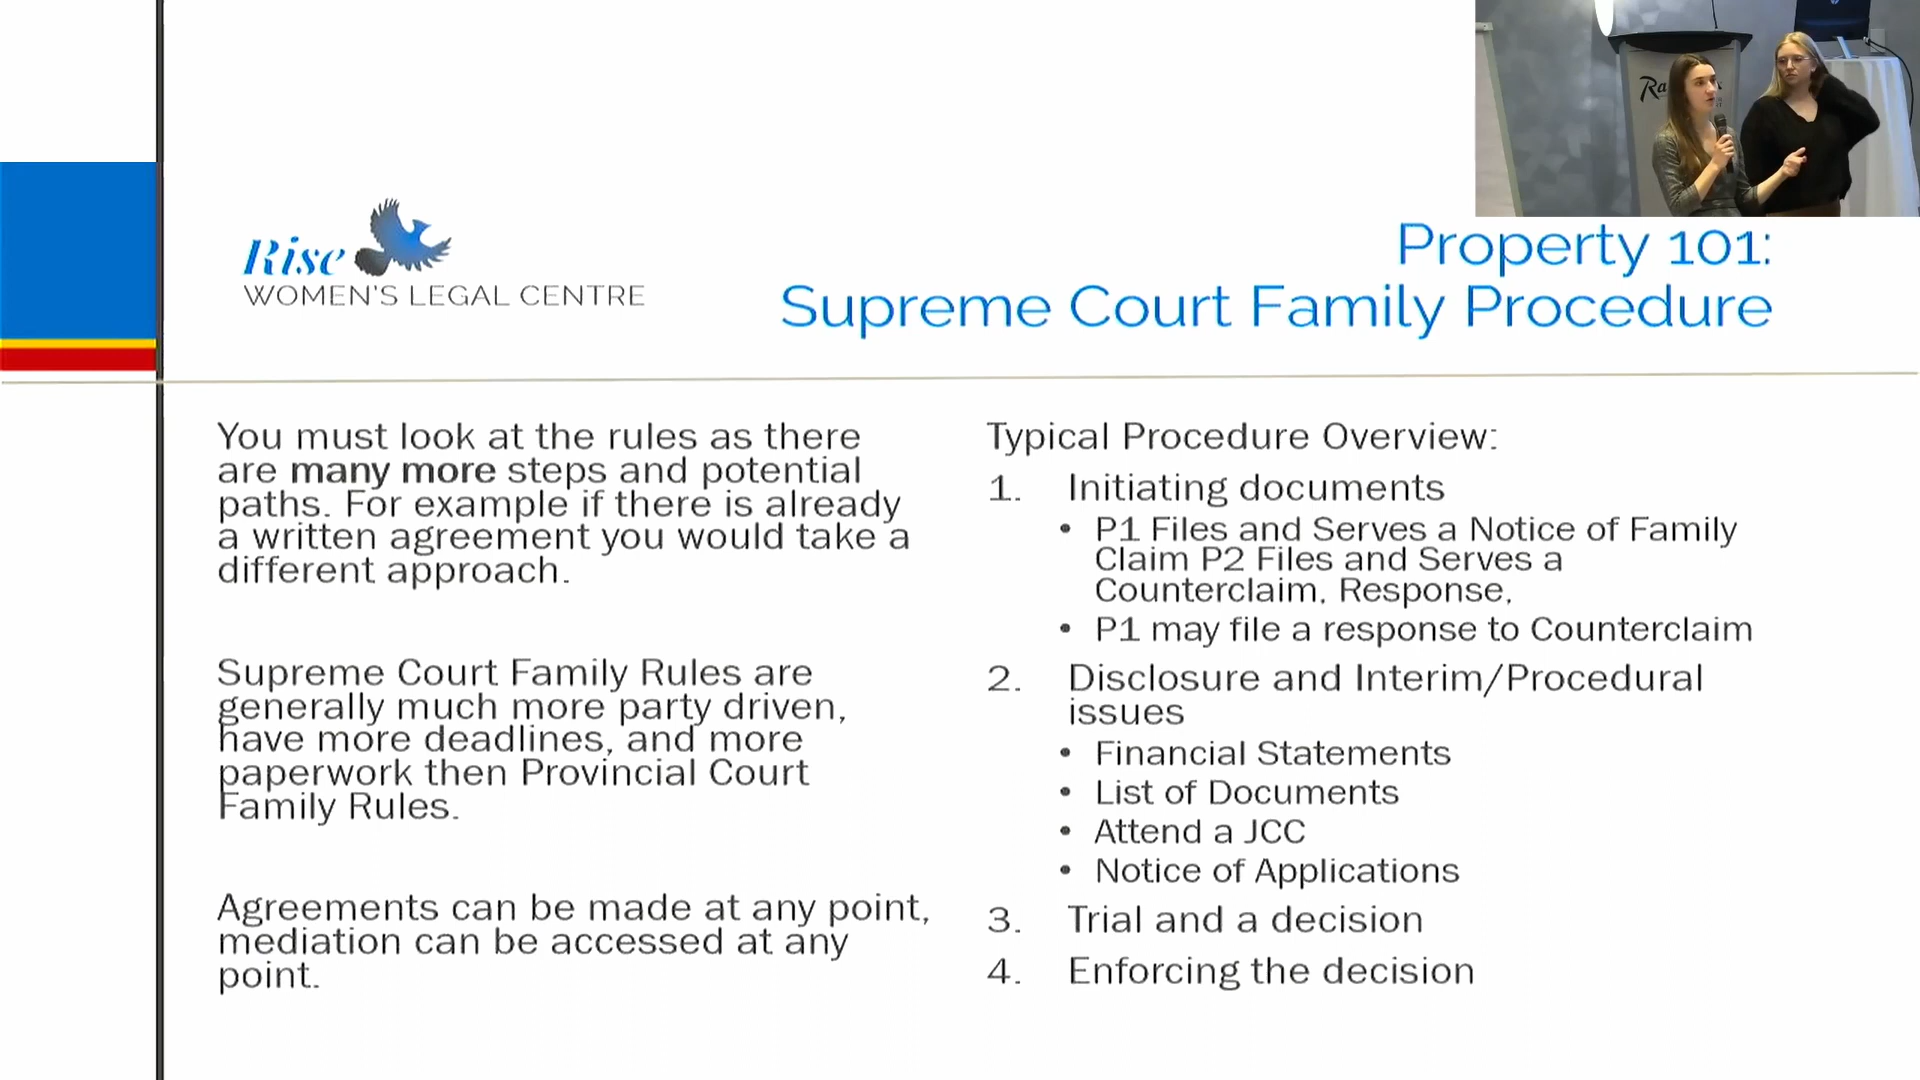 Rise
WOMEN'S LEGAL CENTRE
Property 101:
Supreme Court Family Procedure
You must look at the rules as there
are many more steps and potential
paths. For example if there is already
a written agreement you would take a
different approach.
Supreme Court Family Rules are
generally much more party driven,
have more deadlines, and more
paperwork then Provincial Court
Family Rules.
Agreements can be made at any point,
mediation can be accessed at any
point.
Typical Procedure Overview:
1. Initiating documents
• P1 Files and Serves a Notice of Family
Claim P2 Files and Serves a
Counterclaim, Response,
• P1 may file a response to Counterclaim
2. Disclosure and Interim/Procedural
issues
• Financial Statements
• List of Documents
• Attend a JCC
• Notice of Applications
3. Trial and a decision
4. Enforcing the decision